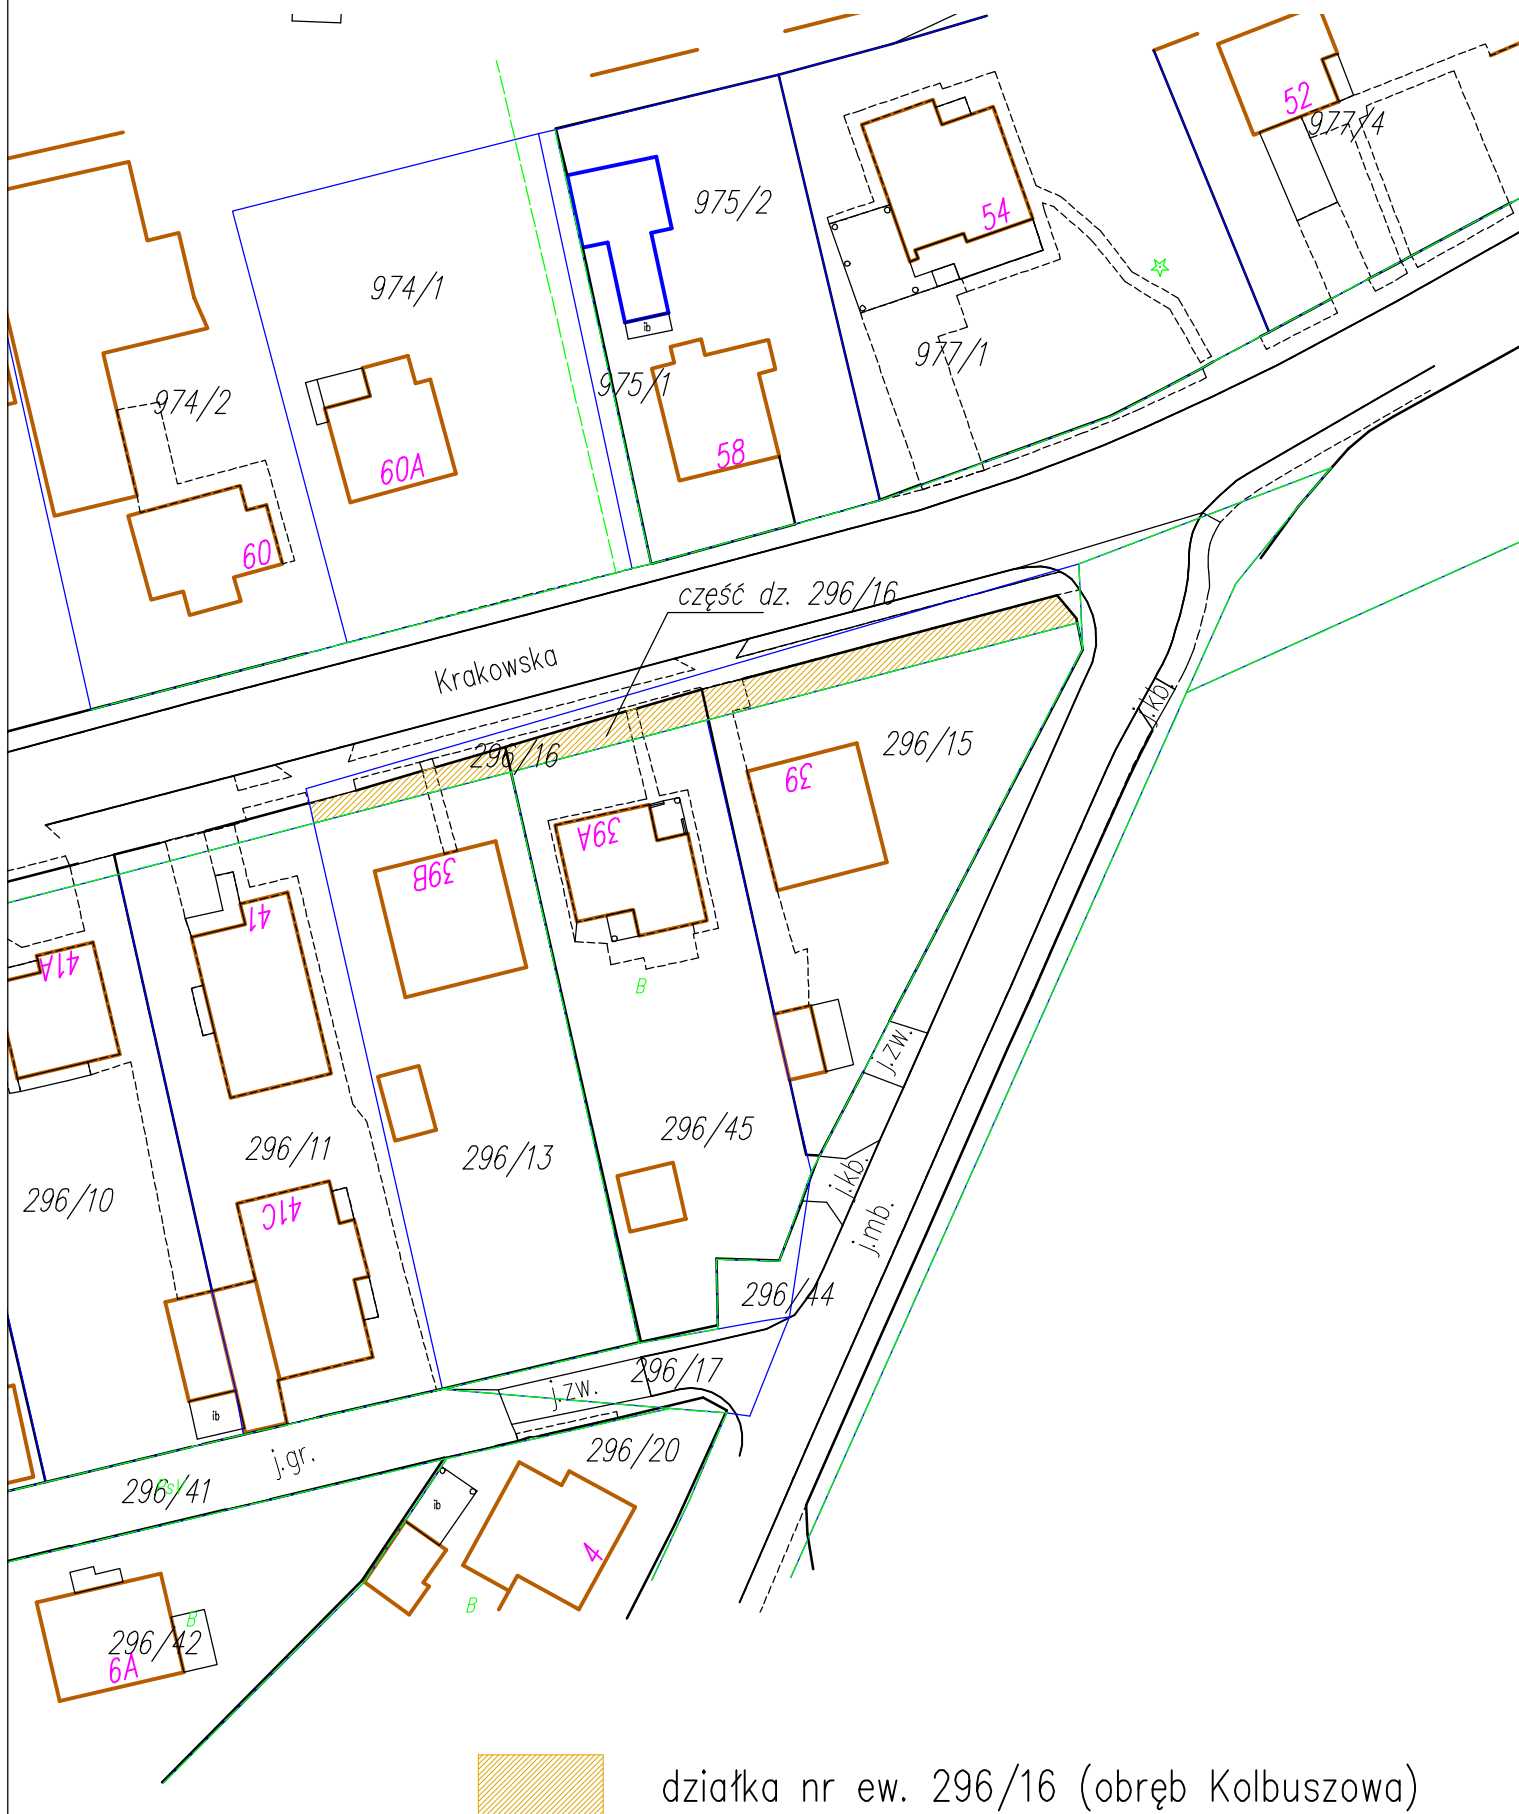 52
977/4
975/2
54
974/1
977/1
ib
975/1
974/2
58
60A
60
część dz. 296/16
Krakowska
j.kbl
296/16
296/15
39
39A
39B
41
41A
B
j.zw.
296/45
296/11
296/13
j.kb.
296/10
41C
j.mb.
296/44
296/17
j.zw.
ib
296/20
j.gr.
296/41
ib
4
B
B
296/42
6A
działka nr ew. 296/16 (obręb Kolbuszowa)